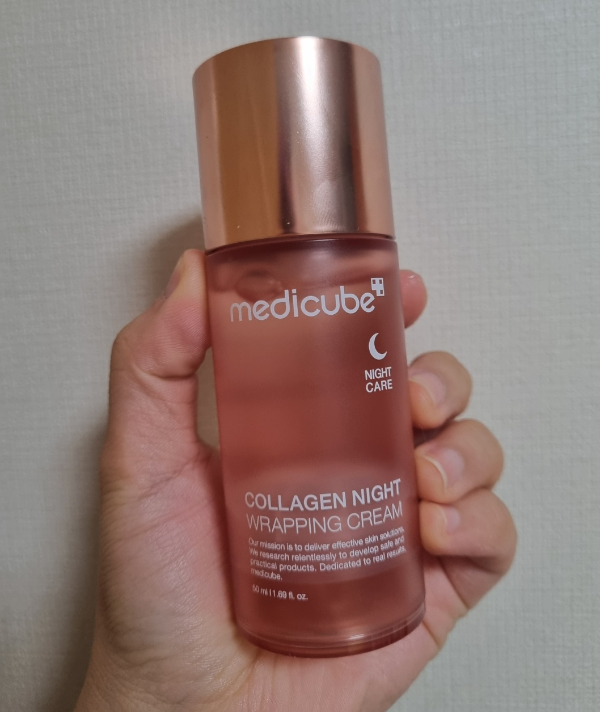 medicube
NIGHT
CARE
COLLAGEN NIGHT
WRAPPING CREAM
Our mission is to deliver effective skin solutions.
We research relentlessly to develop safe and
practical products. Dedicated to real results,
medicube.
50 ml l 1.69 fl. oz.